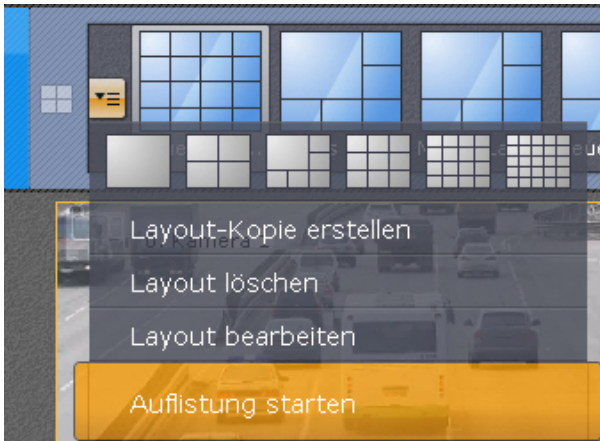 Layout-Kopie erstellen
Layout löschen
Layout bearbeiten
Auflistung starten